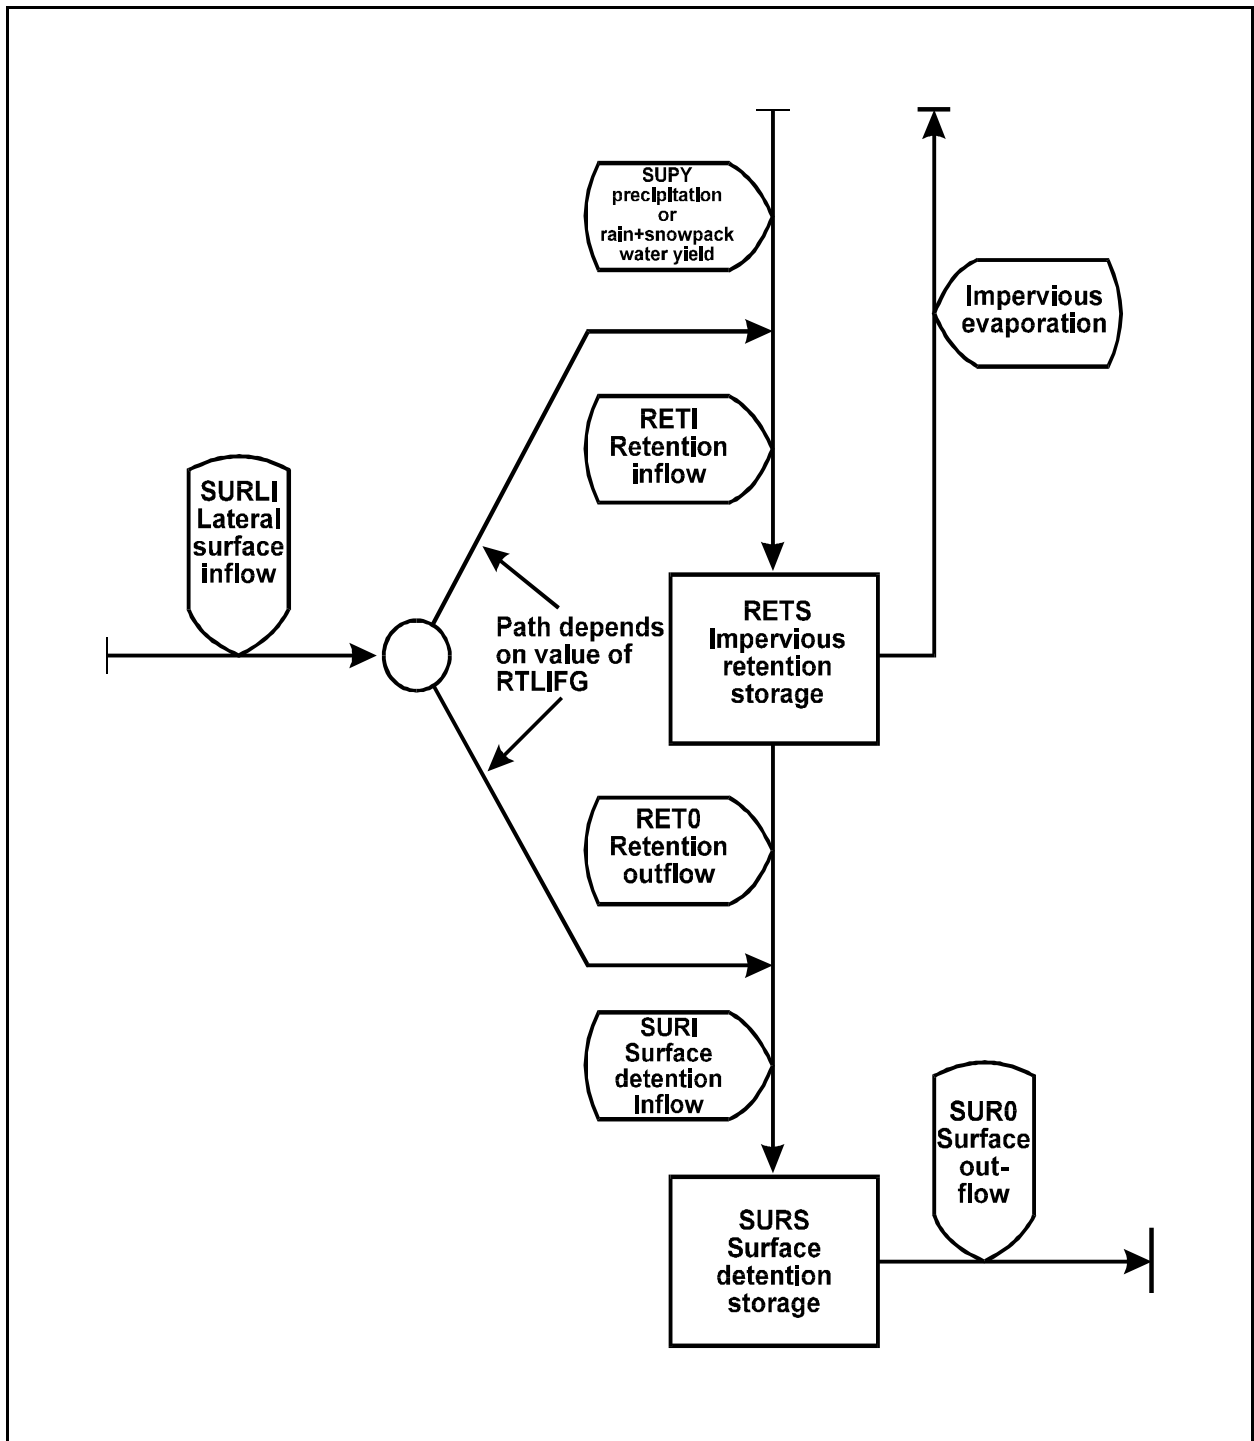 SUPY
precipitation
or
rain+snowpack
water yield
Impervious
evaporation
RETI
Retention
inflow
SURLI
Lateral
surface
inflow
Path depends
on value of
RTLIFG
RETS
Impervious
retention
storage
RET0
Retention
outflow
SURI
Surface
detention
Inflow
SUR0
Surface
out-
flow
SURS
Surface
detention
storage